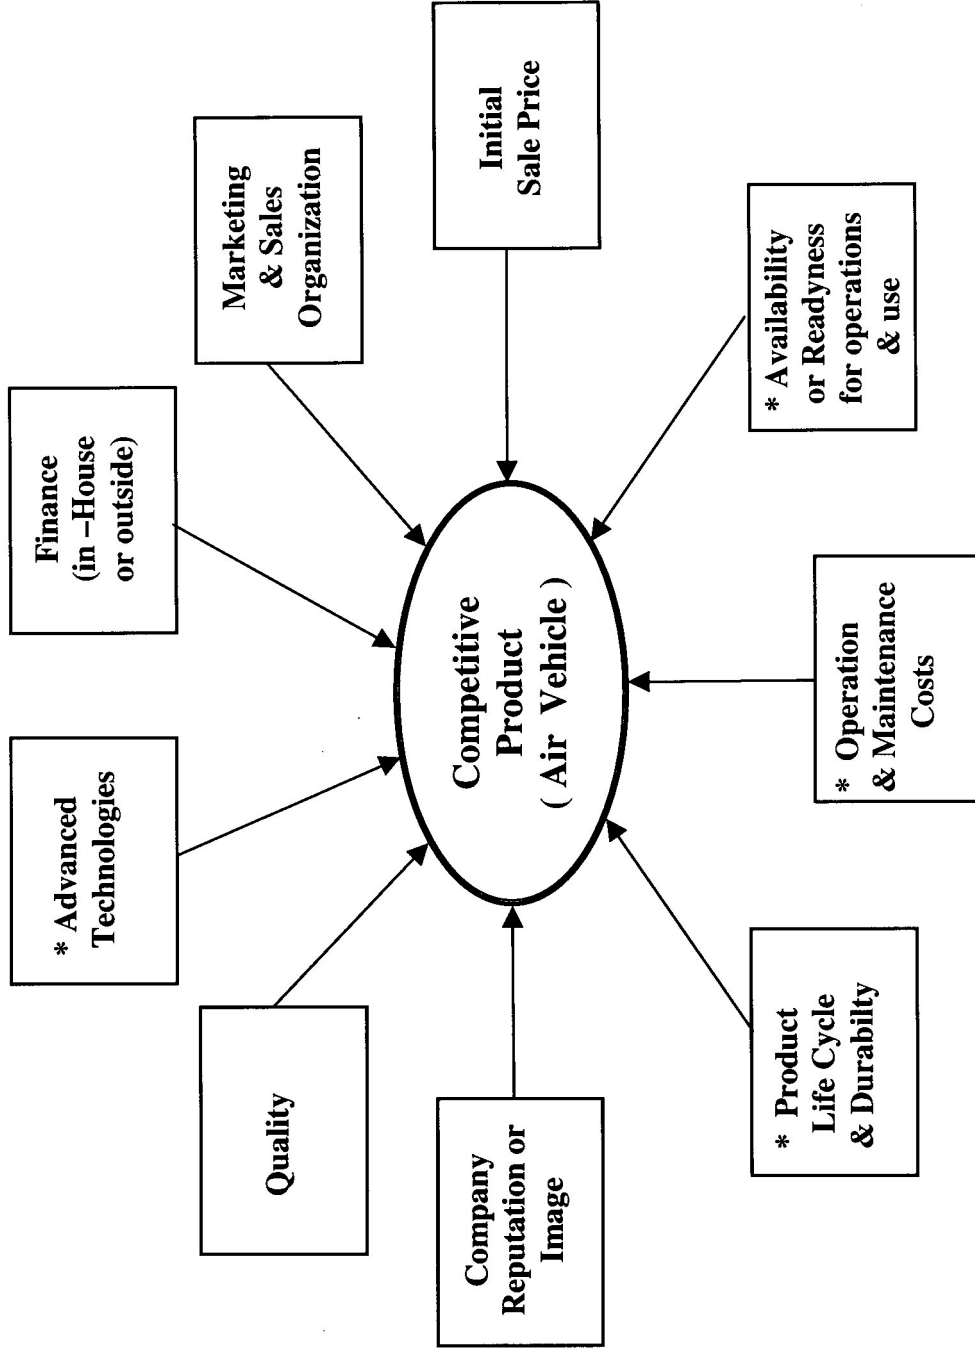 * Advanced
Technologies
Finance
(in –House
or outside)
Quality
Marketing
& Sales
Organization
Company
Reputation or
Image
Competitive
Product
( Air Vehicle )
Initial
Sale Price
* Product
Life Cycle
& Durabilty
* Operation
& Maintenance
Costs
* Availability
or Readyness
for operations
& use